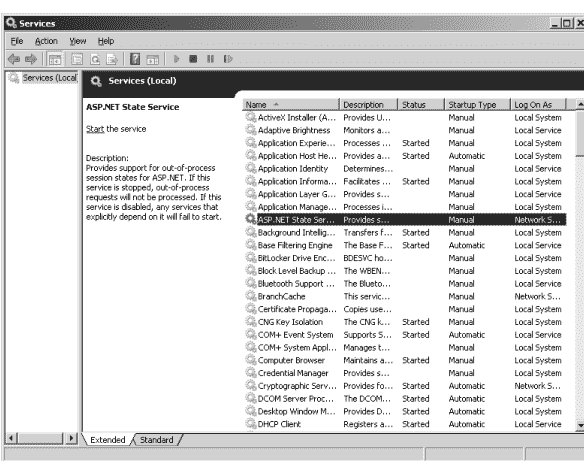 Services
File Action View Help
Services (Local
Services (Local)
ASP.NET State Service
Start the service
Description:
Provides support for out-of-process
session states for ASP.NET. If this
service is stopped, out-of-process
requests will not be processed. If this
service is disabled, any services that
explicitly depend on it will fail to start.
Name Description Status Startup Type Log On As
ActiveX Installer (A... Provides U... Manual Local System
Adaptive Brightness Monitors a... Manual Local Service
Application Experie... Processes ... Started Manual Local System
Application Host He... Provides a... Started Automatic Local System
Application Identity Determines... Manual Local Service
Application Informa... Facilitates ... Started Manual Local System
Application Layer G... Provides s... Manual Local Service
Application Manage... Processes i... Manual Local System
ASP.NET State Ser... Provides s... Manual Network S...
Background Intellig... Transfers f... Started Manual Local System
Base Filtering Engine The Base F... Started Automatic Local Service
BitLocker Drive Enc... BDESVC ho... Manual Local System
Block Level Backup ... The WBEN... Manual Local System
Bluetooth Support ... The Blueto... Manual Local Service
BranchCache This servic... Manual Network S...
Certificate Propaga... Copies use... Manual Local System
CNG Key Isolation The CNG k... Started Manual Local System
COM+ Event System Supports S... Started Automatic Local Service
COM+ System Appl... Manages t... Manual Local System
Computer Browser Maintains a... Started Manual Local System
Credential Manager Provides s... Manual Local System
Cryptographic Serv... Provides fo... Started Automatic Network S...
DCOM Server Proc... The DCOM... Started Automatic Local System
Desktop Window M... Provides D... Started Automatic Local System
DHCP Client Registers a... Started Automatic Local Service
Extended Standard